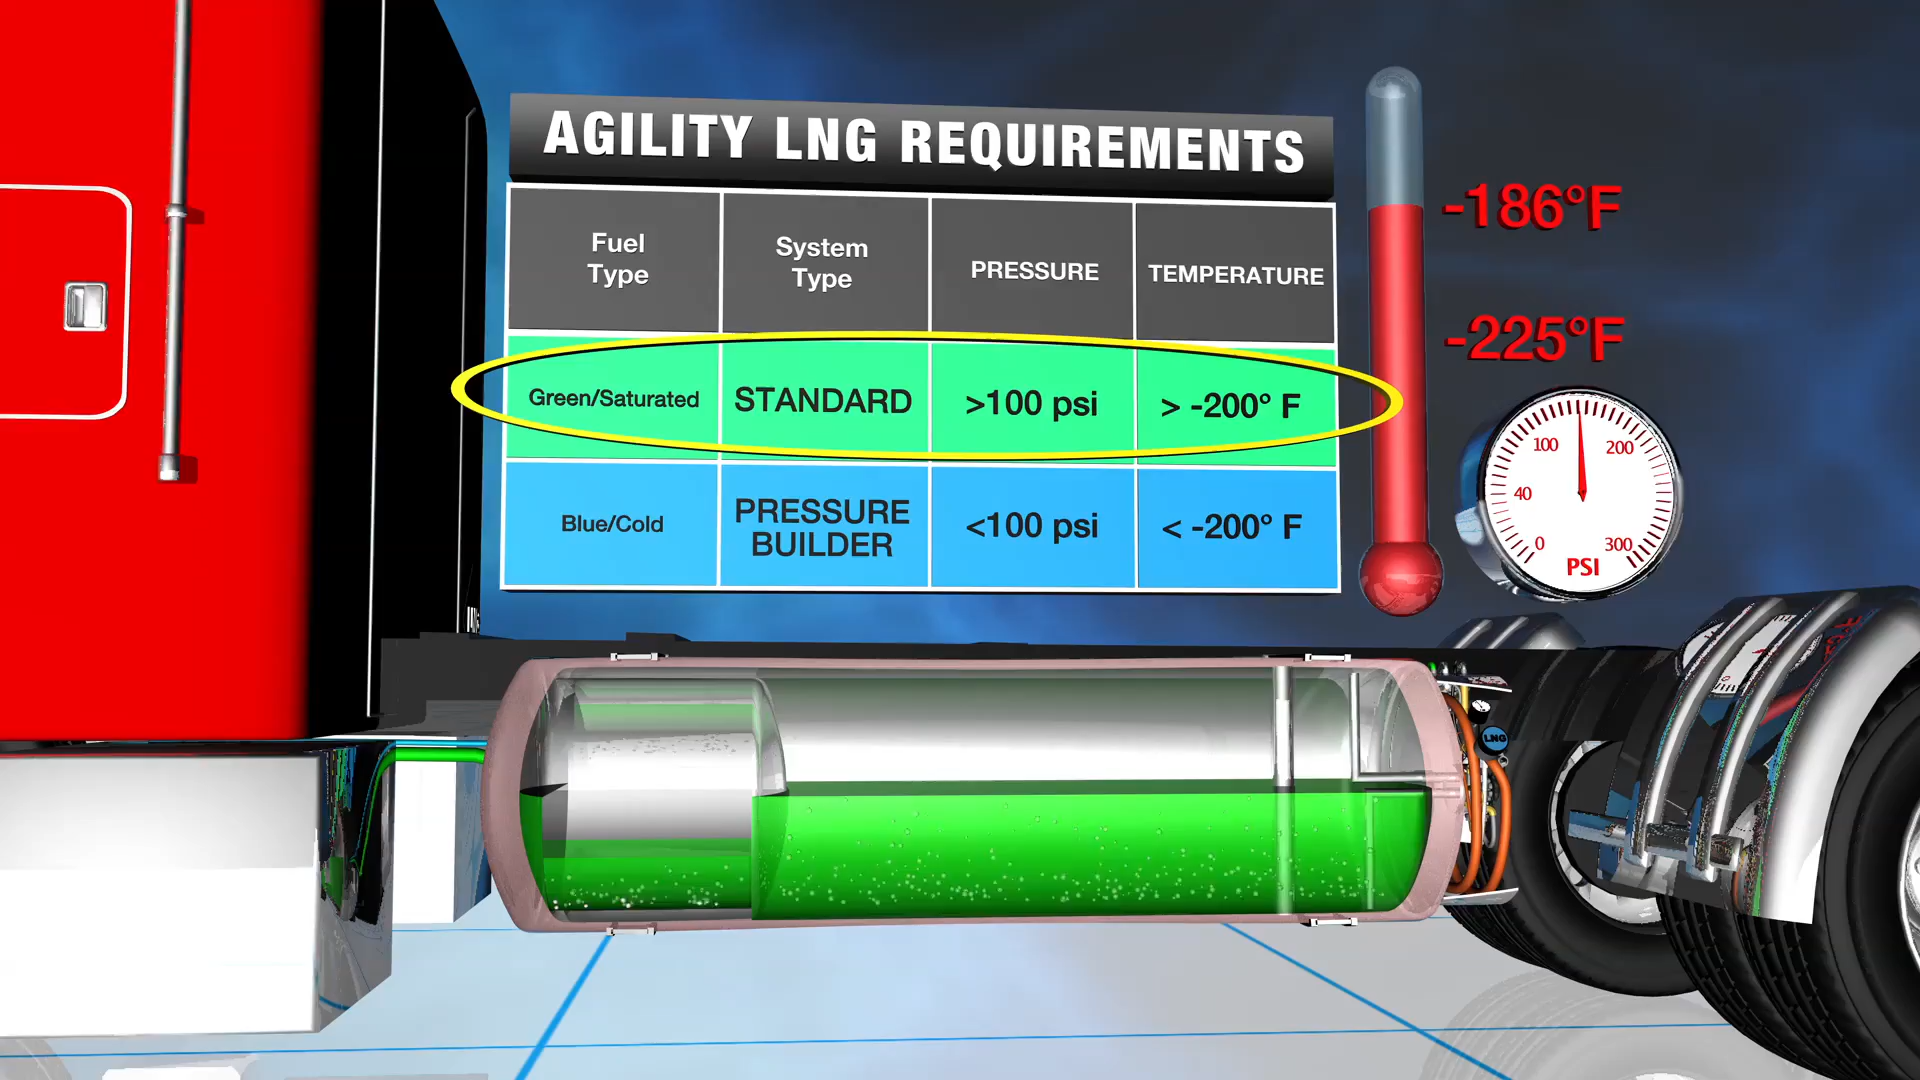 AGILITY LNG REQUIREMENTS
Fuel
Type
System
Type
PRESSURE
TEMPERATURE
Green/Saturated
STANDARD
>100 psi
> -200° F
Blue/Cold
PRESSURE
BUILDER
<100 psi
< -200° F
-186°F
-225°F
100
200
40
0
300
PSI
LNG